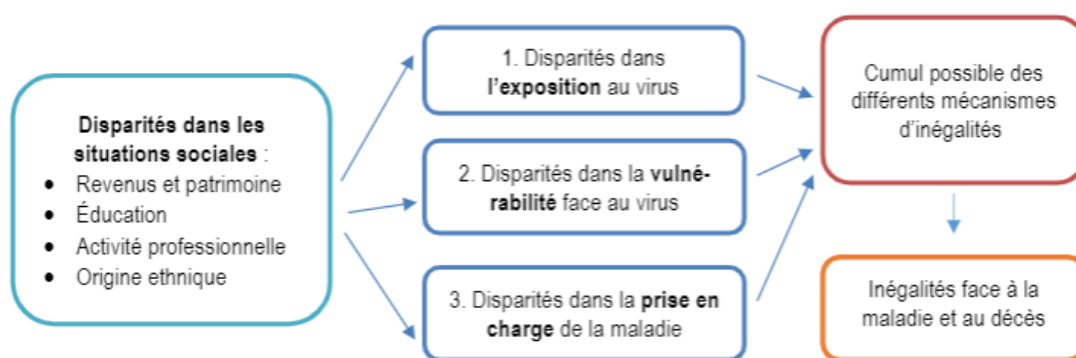 Disparités dans les
situations sociales :
• Revenus et patrimoine
• Éducation
• Activité professionnelle
• Origine ethnique
1. Disparités dans
l'exposition au virus
2. Disparités dans la vulné-
rabilité face au virus
3. Disparités dans la prise en
charge de la maladie
Cumul possible des
différents mécanismes
d'inégalités
Inégalités face à la
maladie et au décès